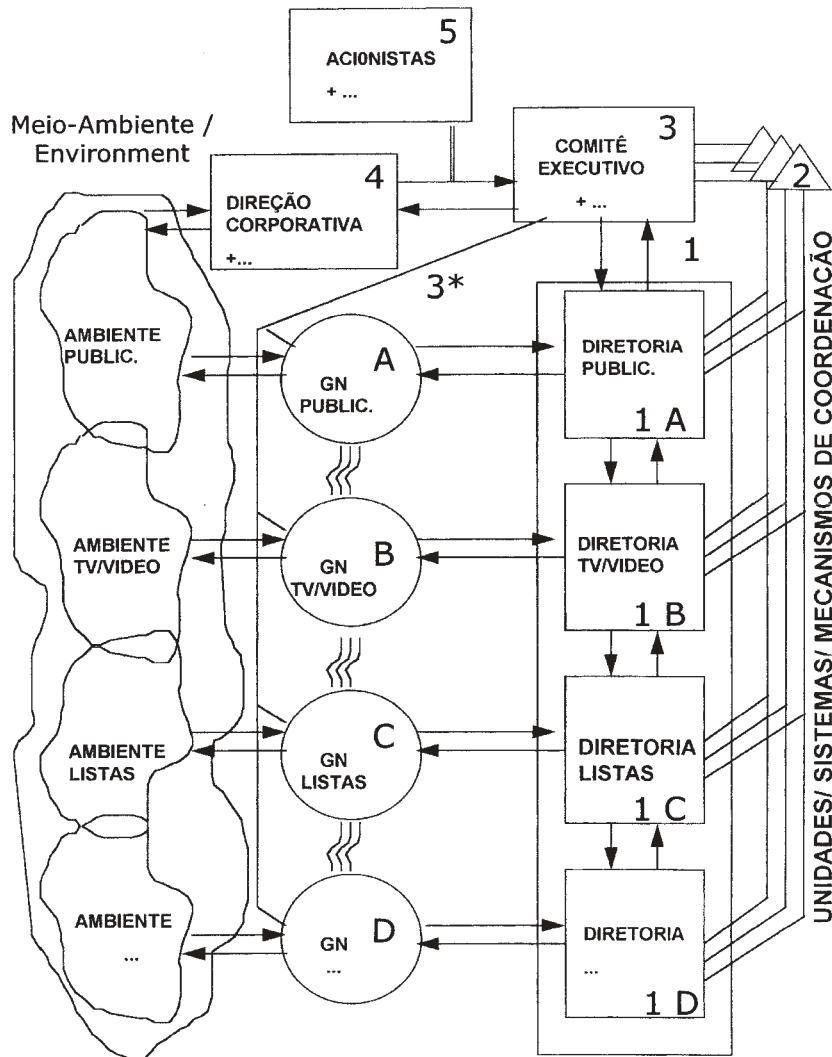 5
ACI0NISTAS
+ ...
Meio-Ambiente /
Environment
3
COMITÊ
EXECUTIVO
+ ...
2
4
DIREÇÃO
CORPORATIVA
+...
1
3*
UNIDADES/ SISTEMAS/ MECANISMOS DE COORDENAÇÃO
AMBIENTE
PUBLIC.
A
GN
PUBLIC.
DIRETORIA
PUBLIC.
1 A
AMBIENTE
TV/VIDEO
B
GN
TV/VIDEO
DIRETORIA
TV/VIDEO
1 B
AMBIENTE
LISTAS
C
GN
LISTAS
DIRETORIA
LISTAS
1 C
AMBIENTE
...
D
GN
...
DIRETORIA
...
1 D